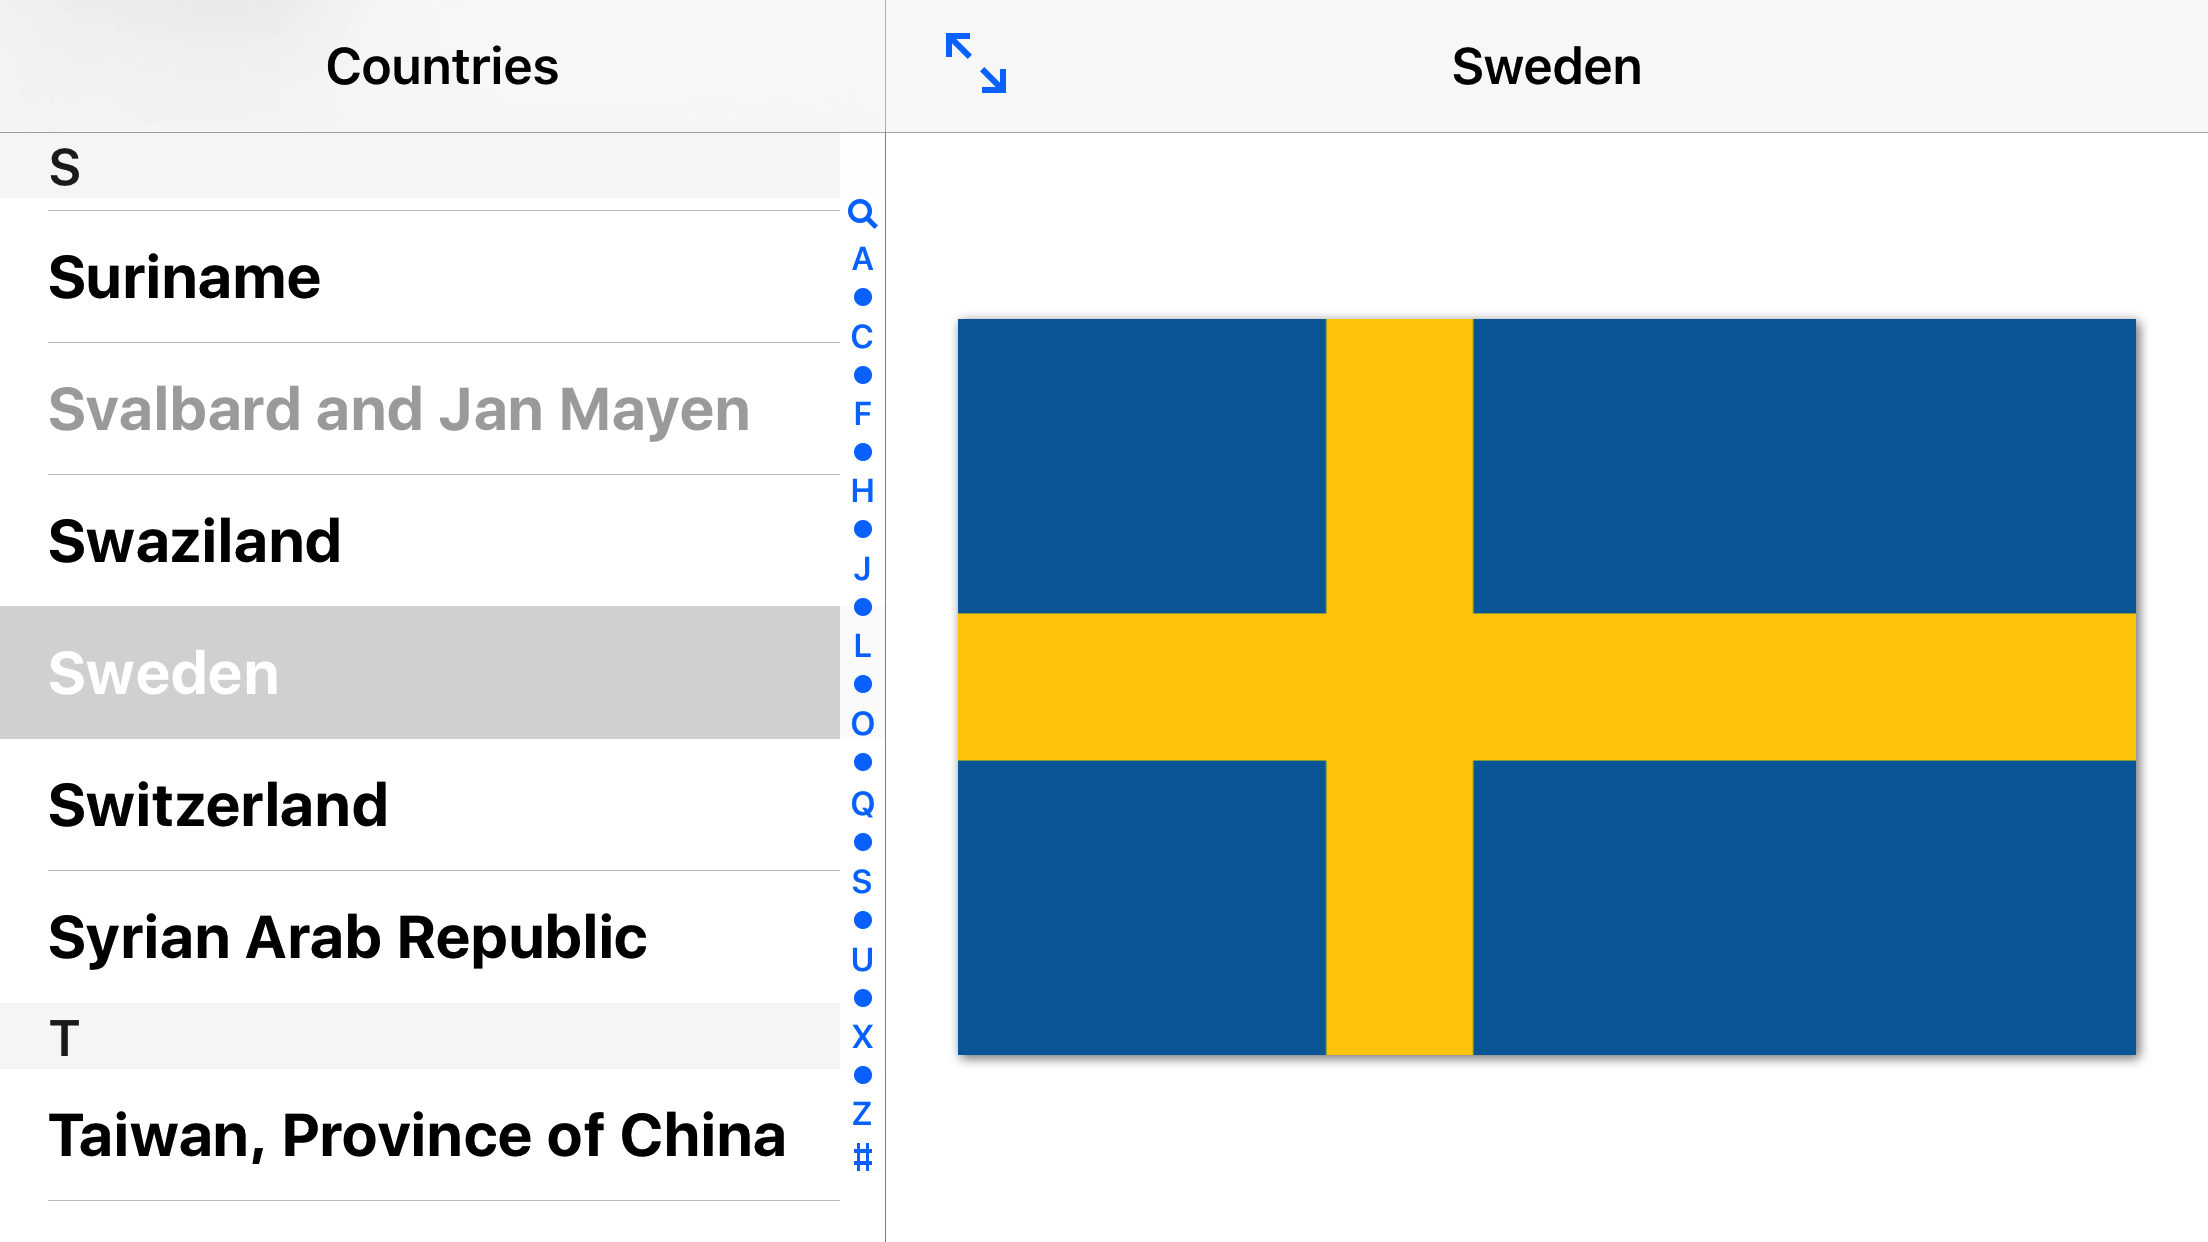 Countries
S
Suriname
Svalbard and Jan Mayen
Swaziland
Sweden
Switzerland
Syrian Arab Republic
T
Taiwan, Province of China
A
C
F
H
J
L
O
Q
S
U
X
Z
#
Sweden